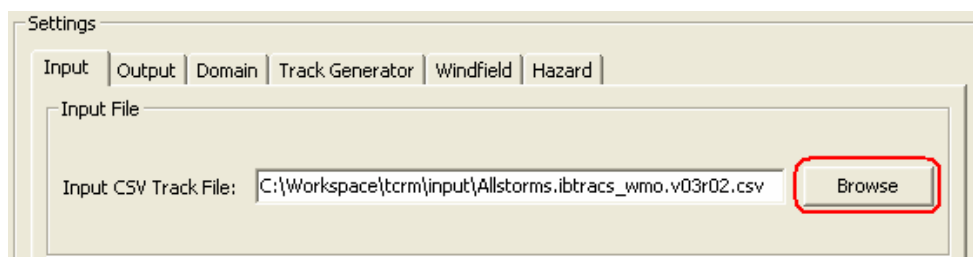 Settings
Input Output Domain Track Generator Windfield Hazard
Input File
Input CSV Track File: C:\Workspace\tcrm\input\Allstorms.ibtracs_wmo.v03r02.csv Browse